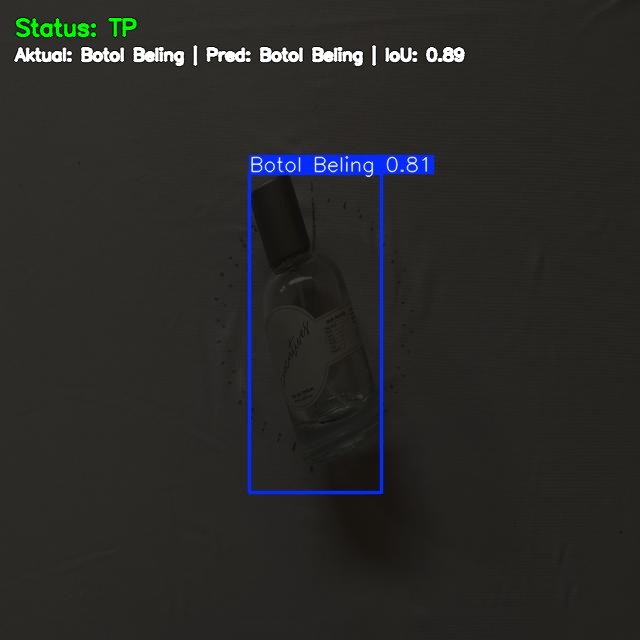 Status: TP
Aktual: Botol Beling | Pred: Botol Beling | IoU: 0.89
Botol Beling 0.81